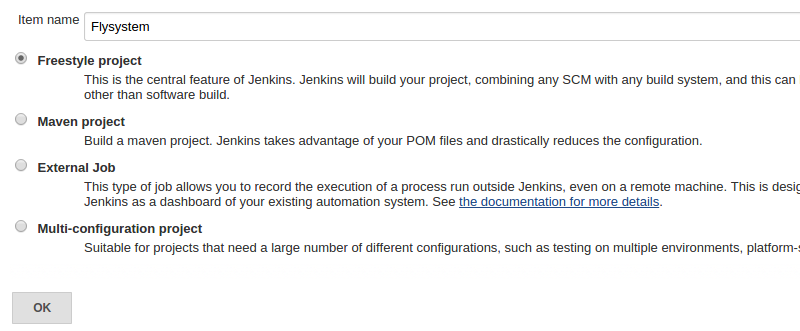 Item name Flysystem
Freestyle project
This is the central feature of Jenkins. Jenkins will build your project, combining any SCM with any build system, and this can
other than software build.
Maven project
Build a maven project. Jenkins takes advantage of your POM files and drastically reduces the configuration.
External Job
This type of job allows you to record the execution of a process run outside Jenkins, even on a remote machine. This is desig
Jenkins as a dashboard of your existing automation system. See the documentation for more details.
Multi-configuration project
Suitable for projects that need a large number of different configurations, such as testing on multiple environments, platform-s
OK